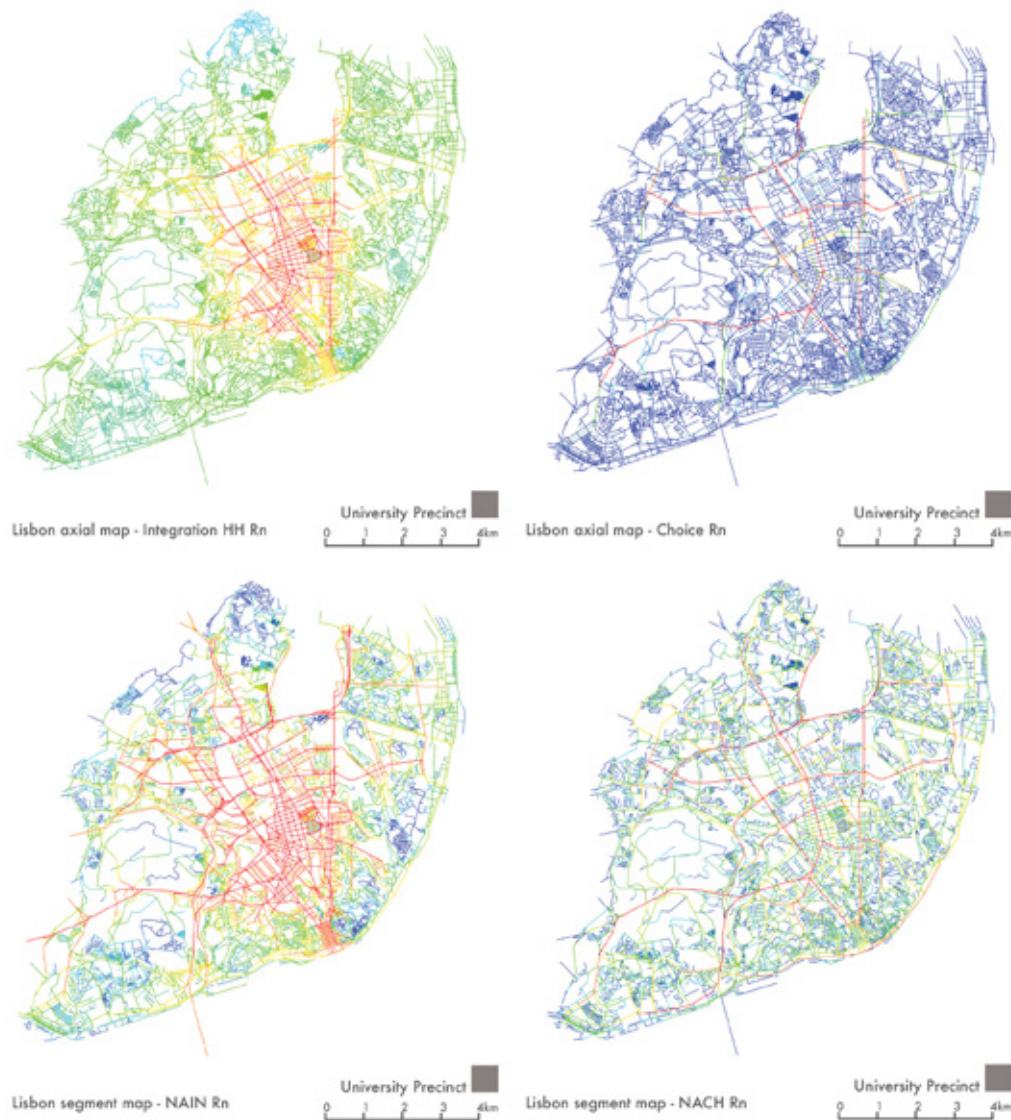 University Precinct
Lisbon axial map - Integration HH Rn
0 1 2 3 4km
University Precinct
Lisbon axial map - Choice Rn
0 1 2 3 4km
University Precinct
Lisbon segment map - NAIN Rn
0 1 2 3 4km
University Precinct
Lisbon segment map - NACH Rn
0 1 2 3 4km